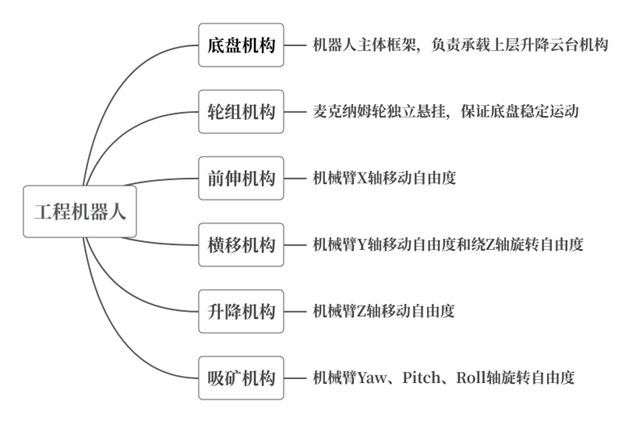 底盘机构
机器人主体框架，负责承载上层升降云台机构
轮组机构
麦克纳姆轮独立悬挂，保证底盘稳定运动
前伸机构
机械臂X轴移动自由度
工程机器人
横移机构
机械臂Y轴移动自由度和绕Z轴旋转自由度
升降机构
机械臂Z轴移动自由度
吸矿机构
机械臂Yaw、Pitch、Roll轴旋转自由度